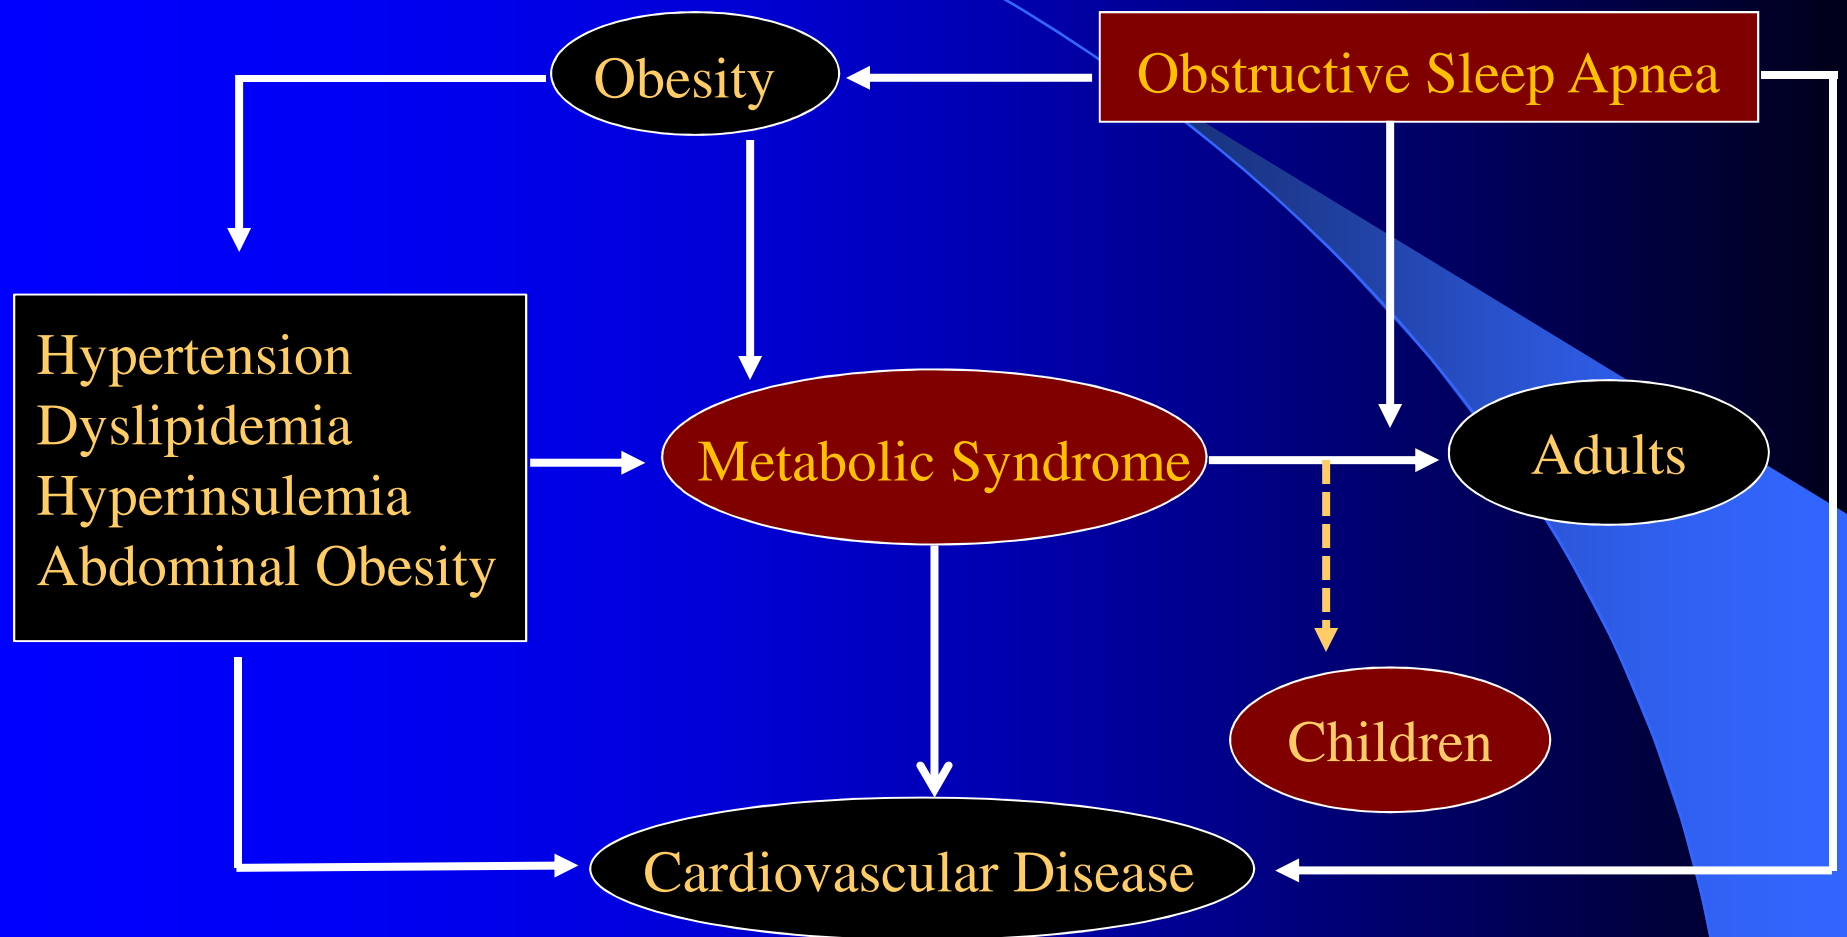 Obesity
Obstructive Sleep Apnea
Hypertension
Dyslipidemia
Hyperinsulemia
Abdominal Obesity
Metabolic Syndrome
Adults
Children
Cardiovascular Disease